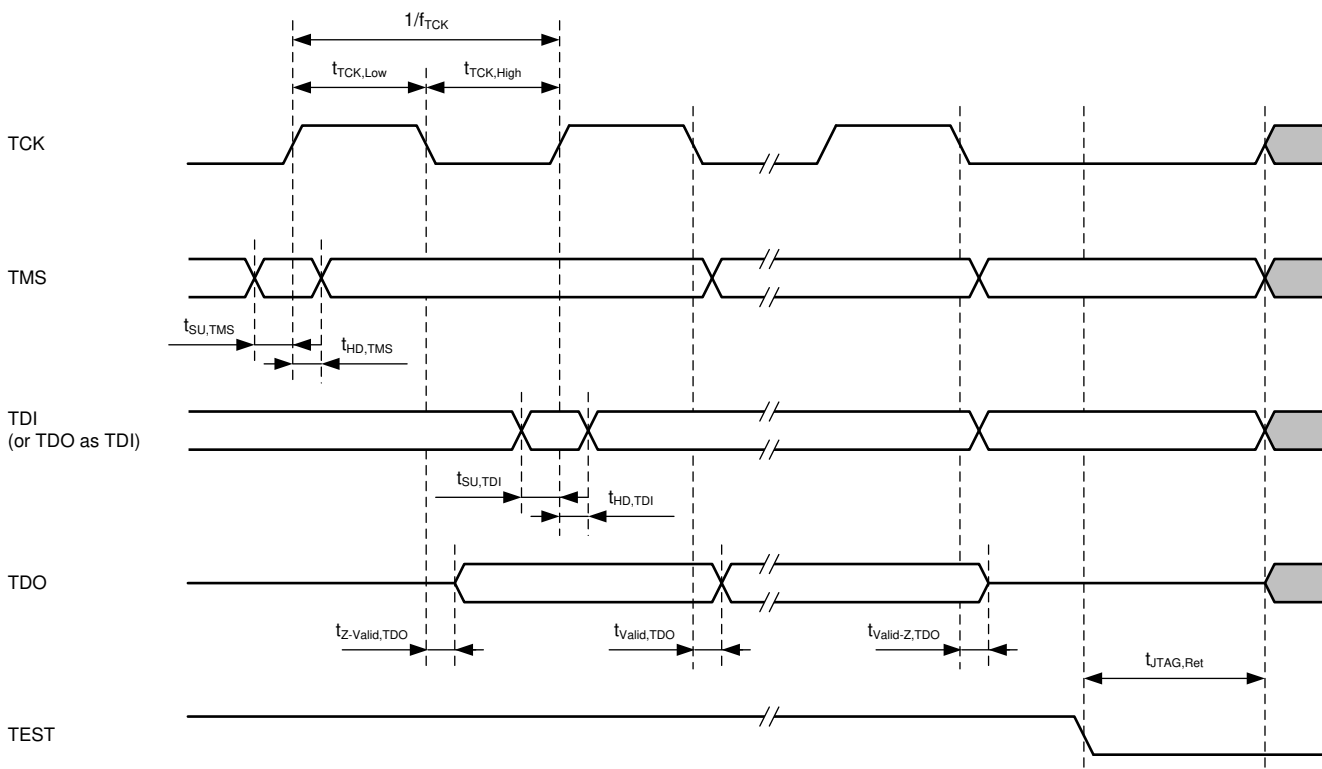 1/fTCK
tTCK,Low
tTCK,High
TCK
TMS
tSU,TMS
tHD,TMS
TDI
(or TDO as TDI)
tSU,TDI
tHD,TDI
TDO
tZ-Valid,TDO
tValid,TDO
tValid-Z,TDO
tJTAG,Ret
TEST